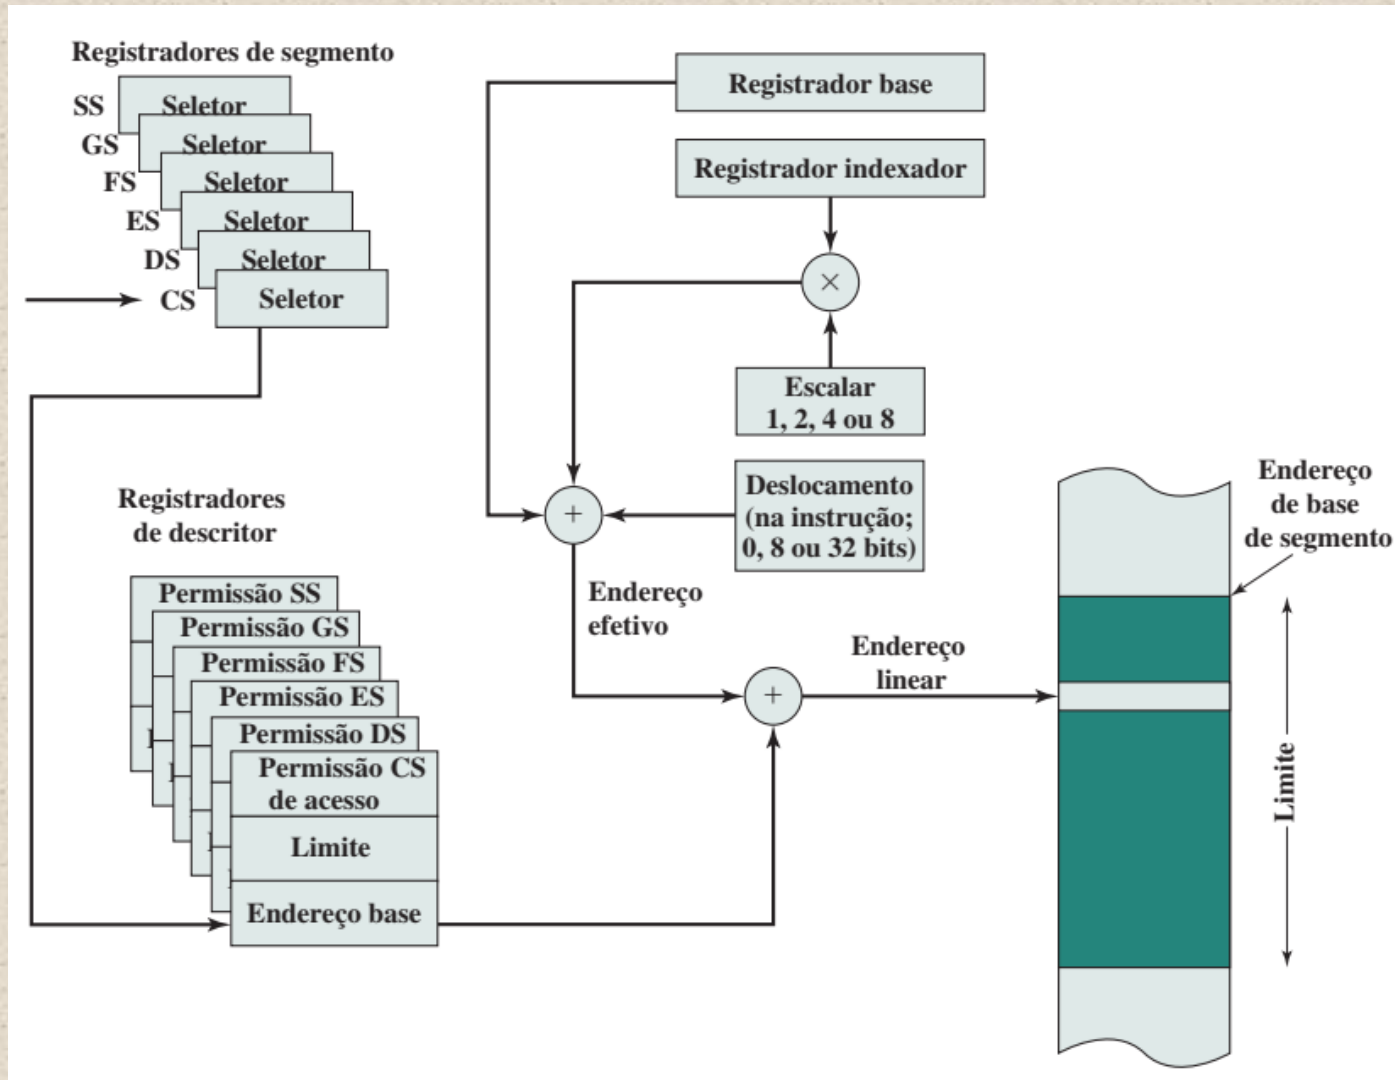 Registradores de segmento
SS
Seletor
GS
Seletor
FS
Seletor
ES
Seletor
DS
Seletor
CS
Seletor
Registrador base
Registrador indexador
×
Escalar
1, 2, 4 ou 8
+
Deslocamento
(na instrução;
0, 8 ou 32 bits)
Endereço
efetivo
Registradores
de descritor
Permissão SS
Permissão GS
Permissão FS
Permissão ES
Permissão DS
Permissão CS
de acesso
Limite
Endereço base
+
Endereço
linear
Endereço
de base
de segmento
Limite